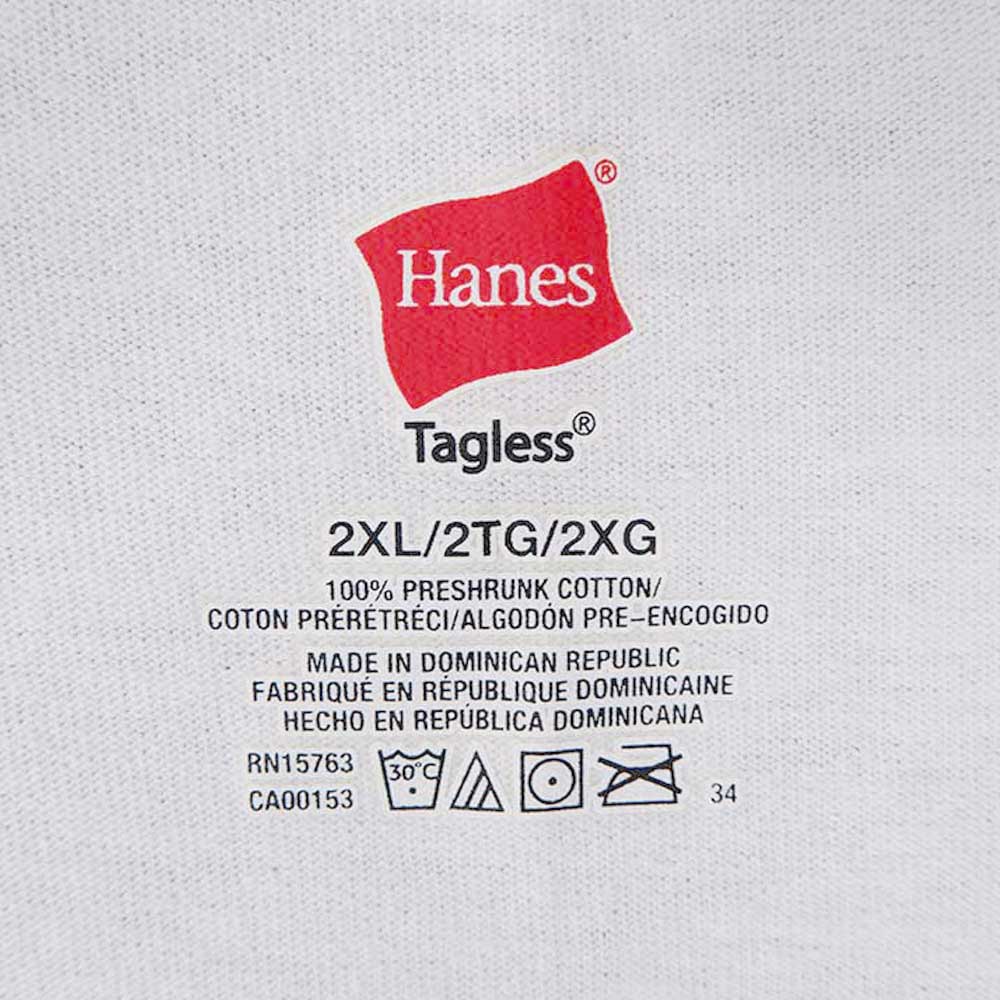 Hanes®
Tagless®
2XL/2TG/2XG
100% PRESHRUNK COTTON/
COTON PRÉRÉTRÉCI/ALGODÓN PRE-ENCOGIDO
MADE IN DOMINICAN REPUBLIC
FABRIQUÉ EN RÉPUBLIQUE DOMINICAINE
HECHO EN REPÚBLICA DOMINICANA
RN15763
CA00153
30°C
34